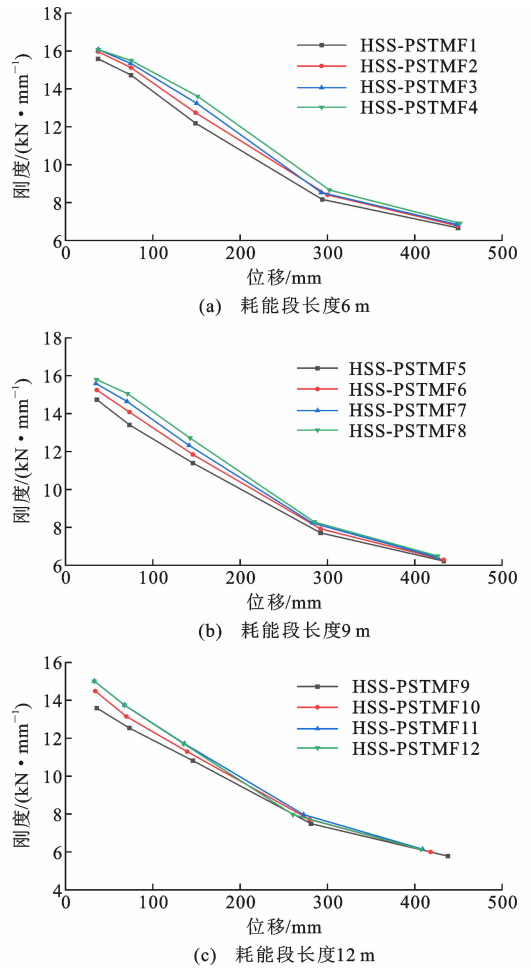 18
16
14
12
10
8
6
0
100
200
300
400
500
刚度/(kN·mm⁻¹)
HSS-PSTMF1
HSS-PSTMF2
HSS-PSTMF3
HSS-PSTMF4
位移/mm
(a) 耗能段长度6 m
18
16
14
12
10
8
6
0
100
200
300
400
500
刚度/(kN·mm⁻¹)
HSS-PSTMF5
HSS-PSTMF6
HSS-PSTMF7
HSS-PSTMF8
位移/mm
(b) 耗能段长度9 m
16
14
12
10
8
6
4
0
100
200
300
400
500
刚度/(kN·mm⁻¹)
HSS-PSTMF9
HSS-PSTMF10
HSS-PSTMF11
HSS-PSTMF12
位移/mm
(c) 耗能段长度12 m